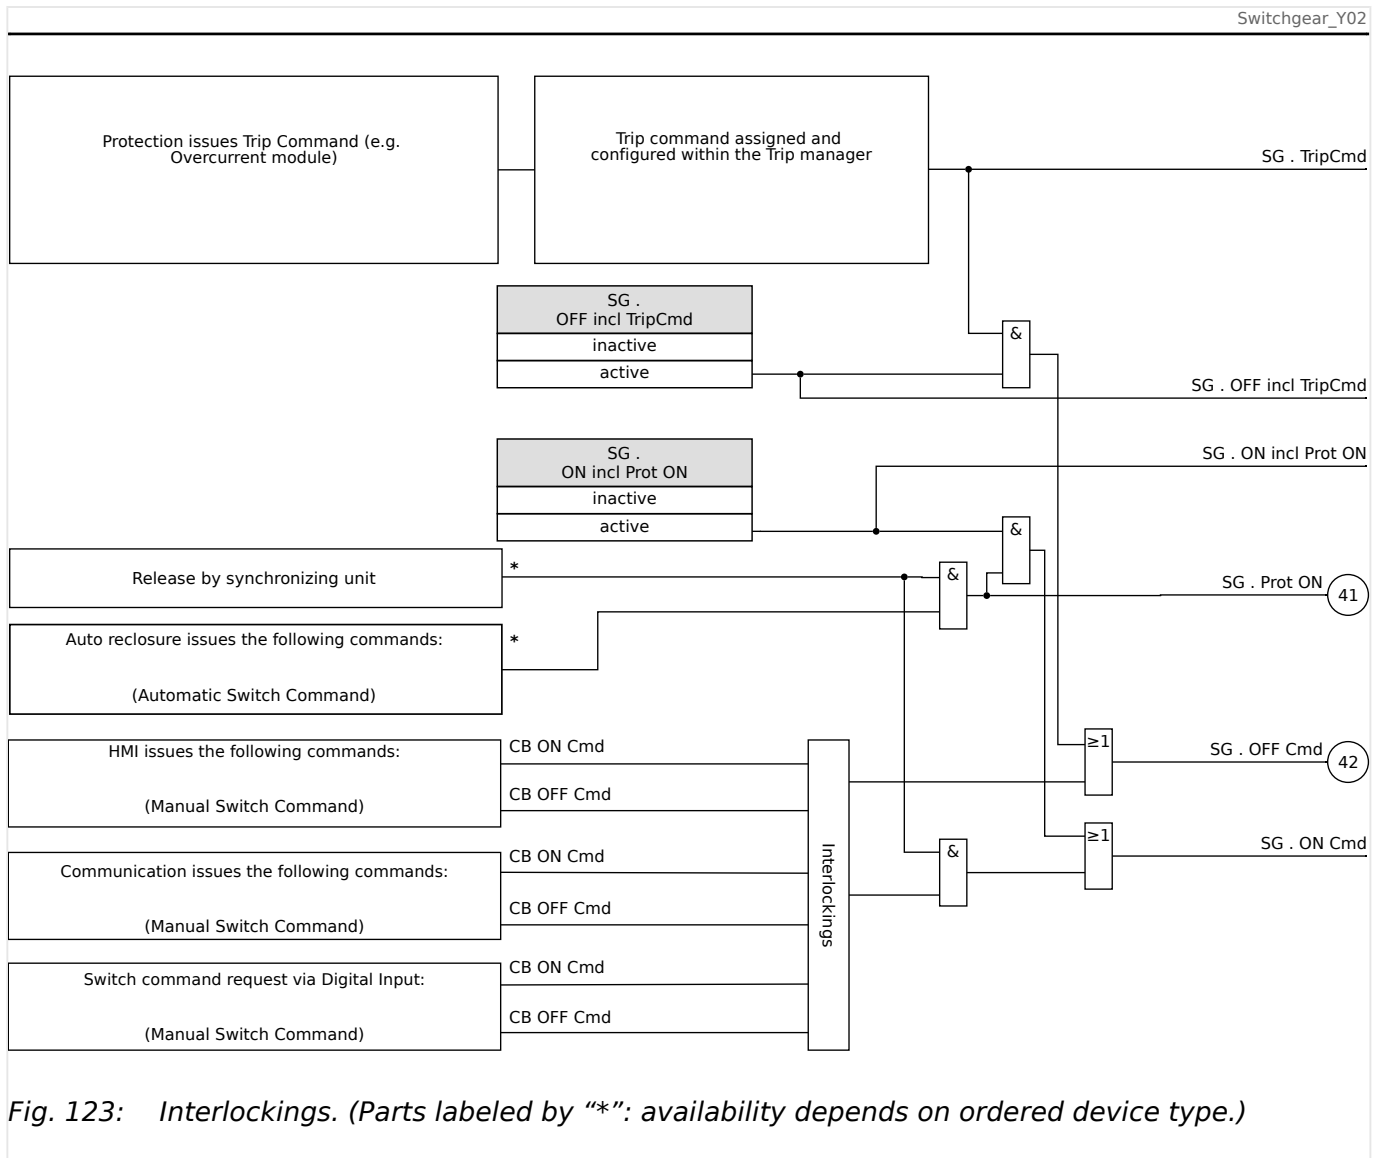 Switchgear_Y02
Protection issues Trip Command (e.g.
Overcurrent module)
Trip command assigned and
configured within the Trip manager
SG . TripCmd
SG .
OFF incl TripCmd
inactive
active
&
SG . OFF incl TripCmd
SG .
ON incl Prot ON
inactive
active
SG . ON incl Prot ON
&
Release by synchronizing unit
*
&
SG . Prot ON
41
Auto reclosure issues the following commands:
(Automatic Switch Command)
*
HMI issues the following commands:
(Manual Switch Command)
CB ON Cmd
CB OFF Cmd
≥1
SG . OFF Cmd
42
Communication issues the following commands:
(Manual Switch Command)
CB ON Cmd
CB OFF Cmd
Interlockings
&
≥1
SG . ON Cmd
Switch command request via Digital Input:
(Manual Switch Command)
CB ON Cmd
CB OFF Cmd
Fig. 123: Interlockings. (Parts labeled by “*”: availability depends on ordered device type.)